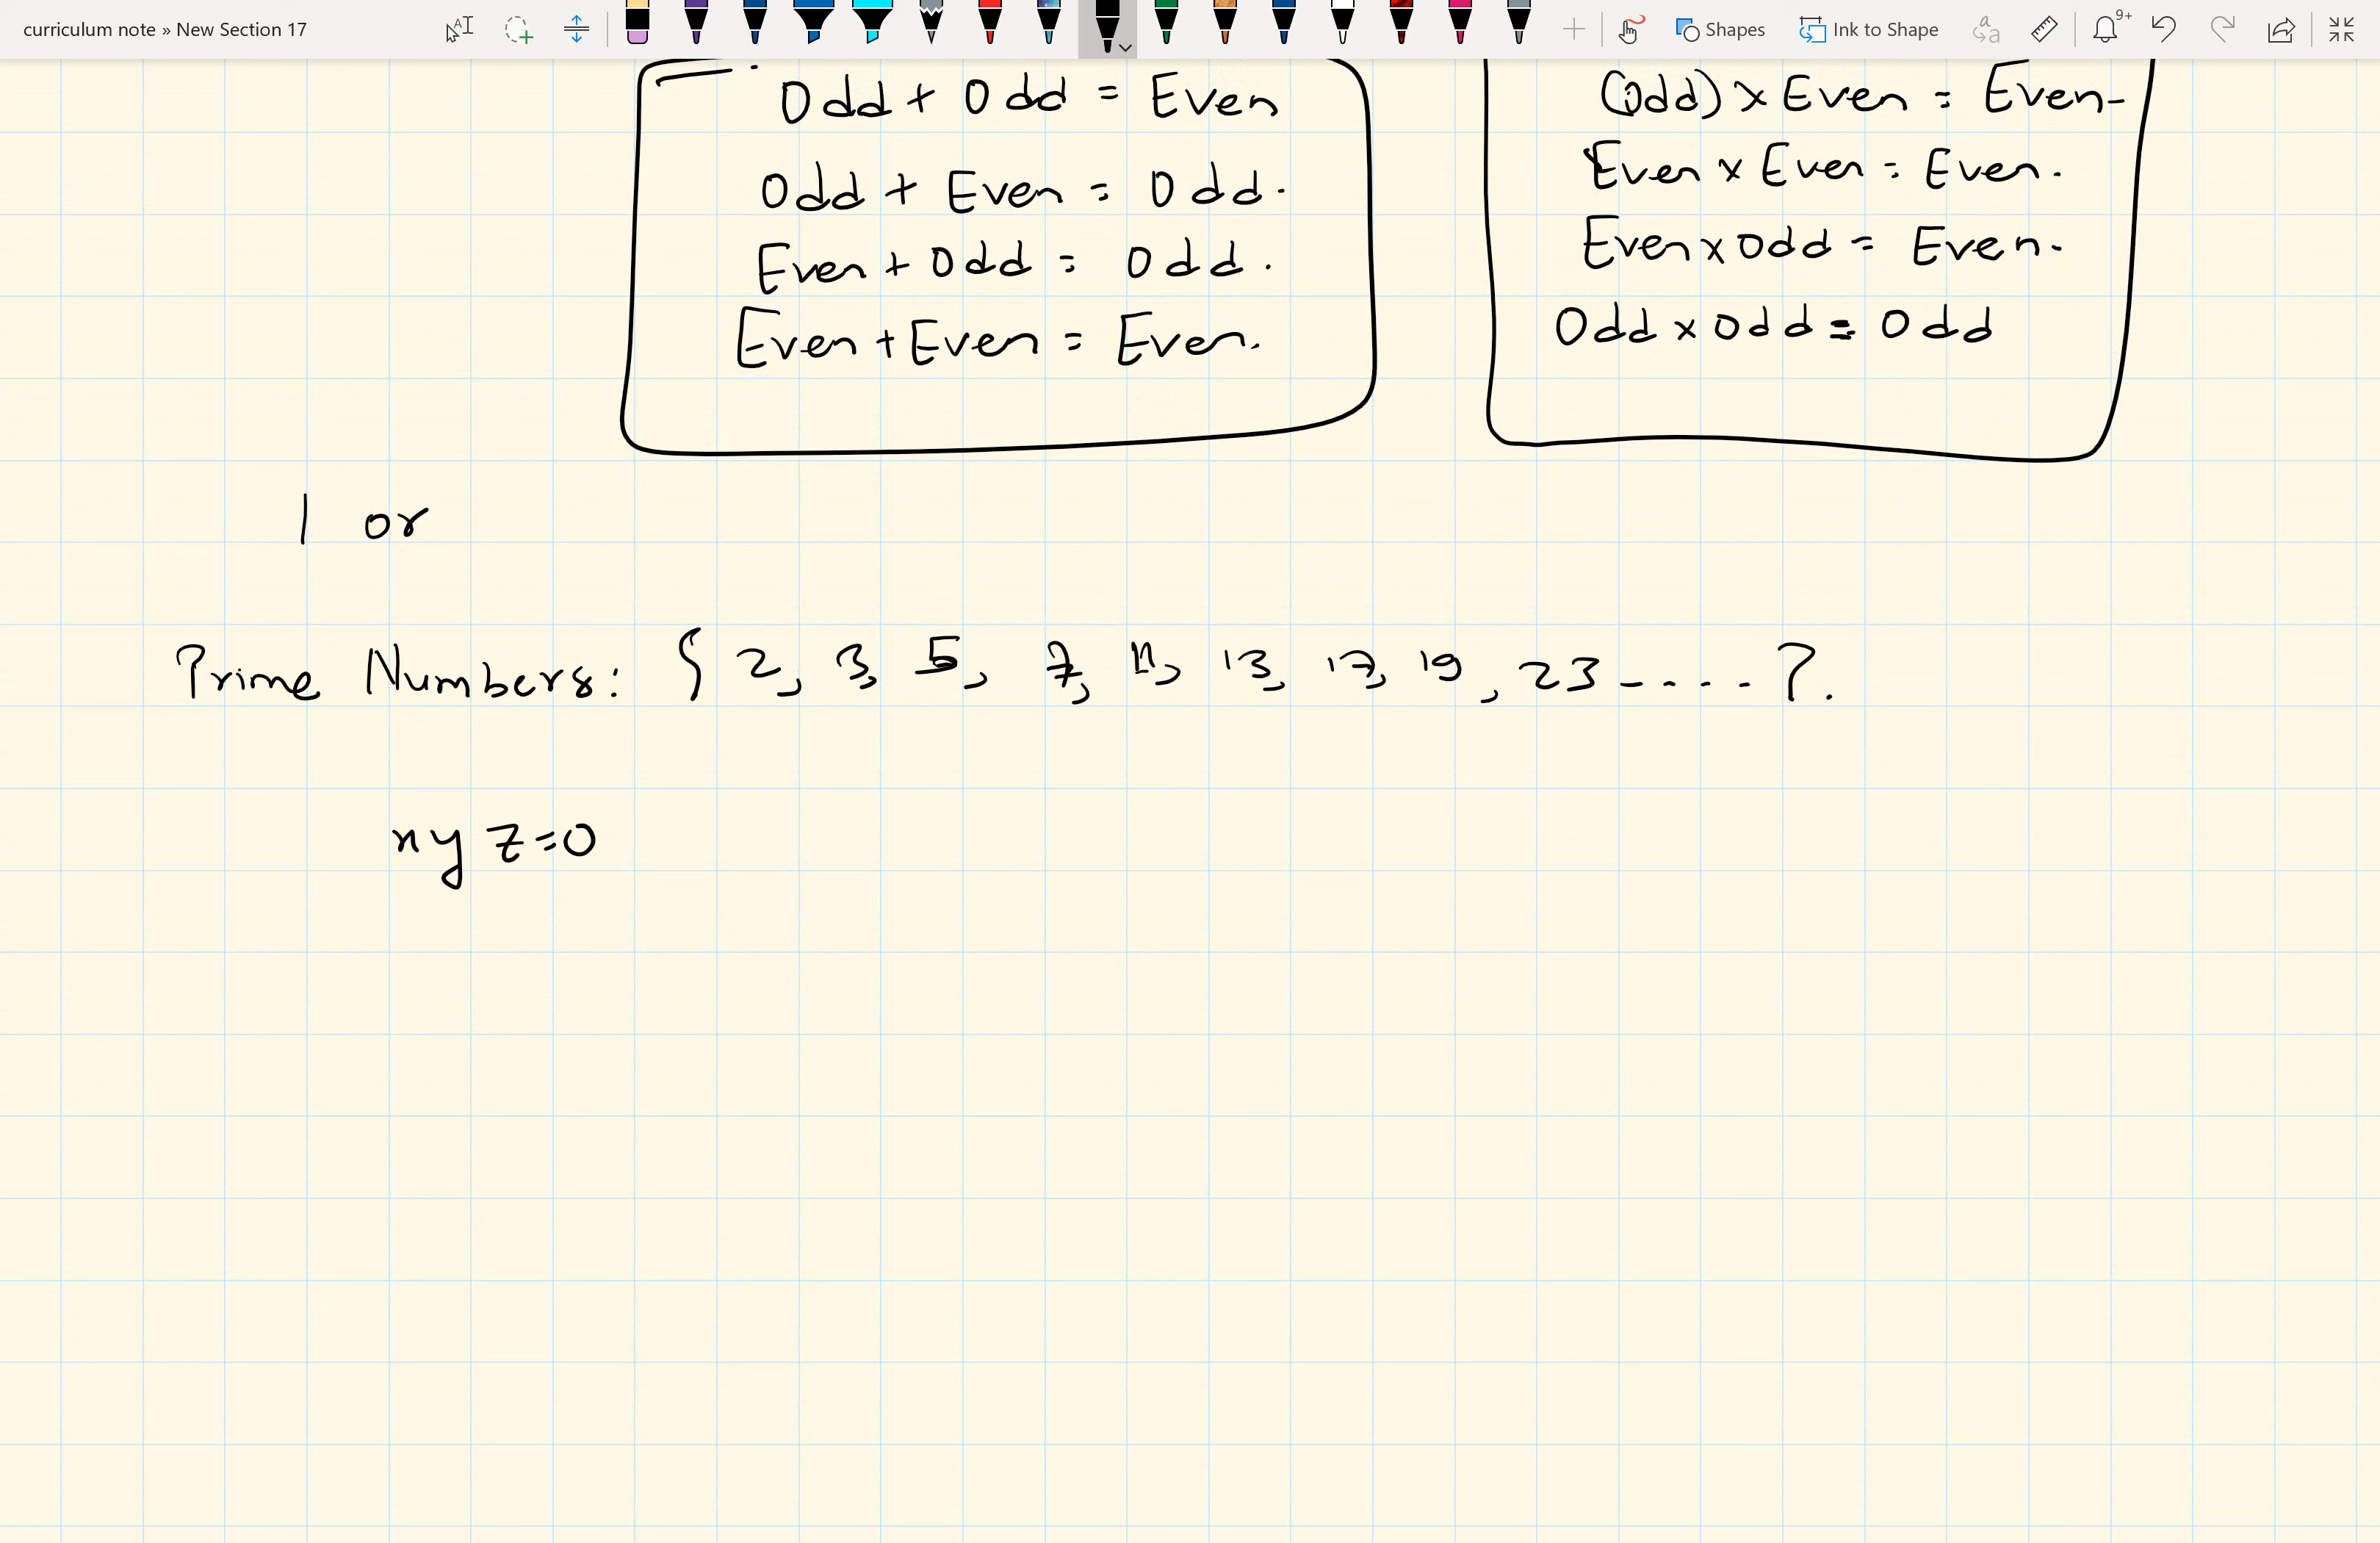 curriculum note » New Section 17
9+
Shapes
Ink to Shape
Odd + Odd = Even
Odd + Even = Odd.
Even + Odd = Odd.
Even + Even = Even.
(Odd) × Even = Even-
Even × Even = Even.
Even × Odd = Even-
Odd × Odd = Odd
1 or
Prime Numbers: { 2, 3, 5, 7, 11, 13, 17, 19, 23 - - - - }.
xyz=0